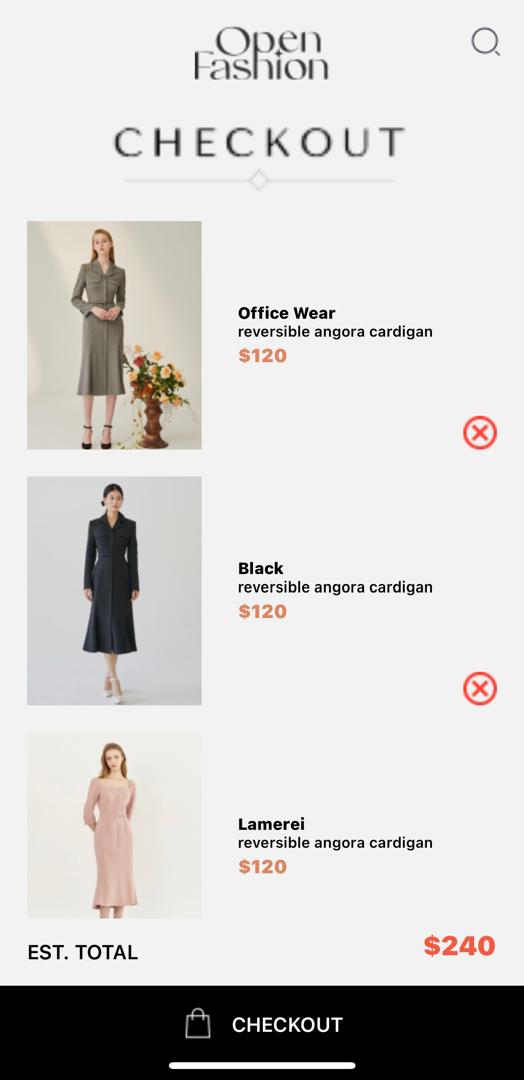 Open
Fashion
CHECKOUT
Office Wear
reversible angora cardigan
$120
Black
reversible angora cardigan
$120
Lamerei
reversible angora cardigan
$120
EST. TOTAL
$240
CHECKOUT